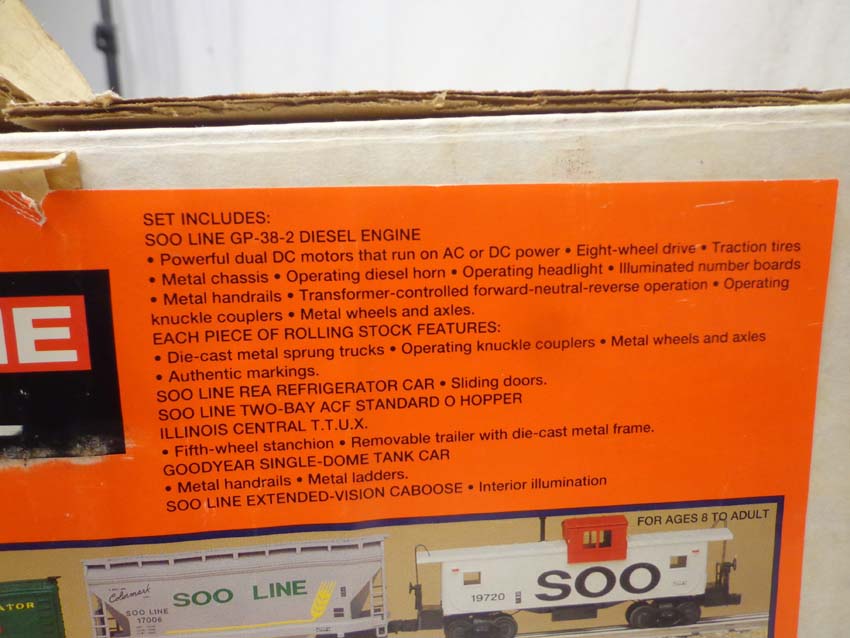 SET INCLUDES:
SOO LINE GP-38-2 DIESEL ENGINE
• Powerful dual DC motors that run on AC or DC power • Eight-wheel drive • Traction tires
• Metal chassis • Operating diesel horn • Operating headlight • Illuminated number boards
• Metal handrails • Transformer-controlled forward-neutral-reverse operation • Operating
knuckle couplers • Metal wheels and axles.
EACH PIECE OF ROLLING STOCK FEATURES:
• Die-cast metal sprung trucks • Operating knuckle couplers • Metal wheels and axles
• Authentic markings.
SOO LINE REA REFRIGERATOR CAR • Sliding doors.
SOO LINE TWO-BAY ACF STANDARD O HOPPER
ILLINOIS CENTRAL T.T.U.X.
• Fifth-wheel stanchion • Removable trailer with die-cast metal frame.
GOODYEAR SINGLE-DOME TANK CAR
• Metal handrails • Metal ladders.
SOO LINE EXTENDED-VISION CABOOSE • Interior illumination
NE
FOR AGES 8 TO ADULT
ATOR
Colormark
SOO LINE
SOO LINE
17006
SOO
19720